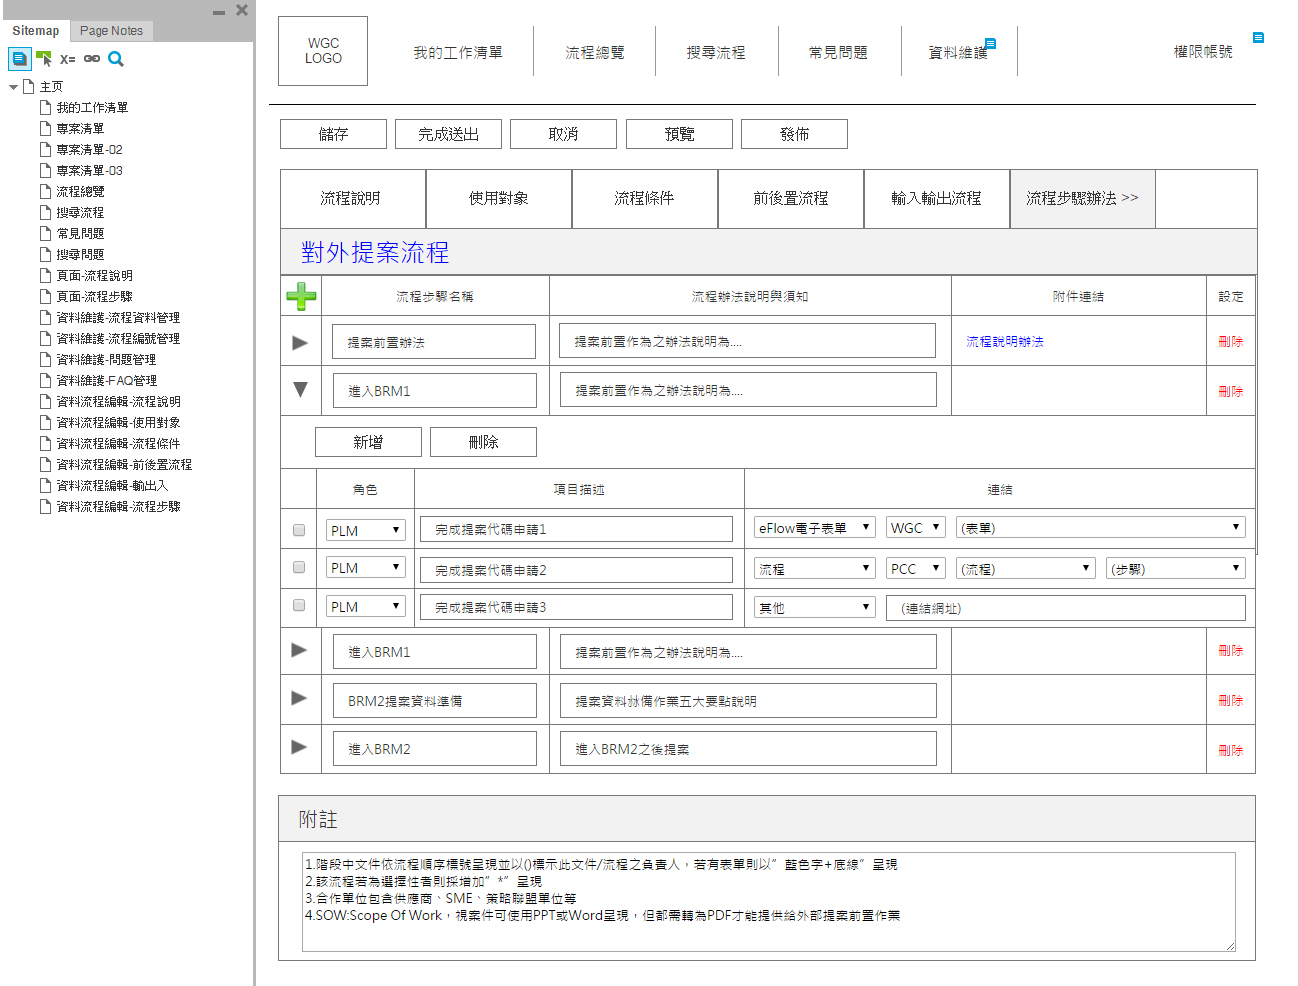 Sitemap
Page Notes
X=
主页
我的工作清單
專案清單
專案清單-02
專案清單-03
流程總覽
搜尋流程
常見問題
搜尋問題
頁面-流程說明
頁面-流程步驟
資料維護-流程資料管理
資料維護-流程編號管理
資料維護-問題管理
資料維護-FAQ管理
資料流程編輯-流程說明
資料流程編輯-使用對象
資料流程編輯-流程條件
資料流程編輯-前後置流程
資料流程編輯-輸出入
資料流程編輯-流程步驟
WGC
LOGO
我的工作清單 流程總覽 搜尋流程 常見問題 資料維護 權限帳號
儲存 完成送出 取消 預覽 發佈
流程說明 使用對象 流程條件 前後置流程 輸入輸出流程 流程步驟辦法 >>
對外提案流程
流程步驟名稱 流程辦法說明與須知 附件連結 設定
提案前置辦法 提案前置作為之辦法說明為.... 流程說明辦法 刪除
進入BRM1 提案前置作為之辦法說明為.... 刪除
新增 刪除
角色 項目描述 連結
PLM 完成提案代碼申請1 eFlow電子表單 WGC (表單)
PLM 完成提案代碼申請2 流程 PCC (流程) (步驟)
PLM 完成提案代碼申請3 其他 (連結網址)
進入BRM1 提案前置作為之辦法說明為.... 刪除
BRM2提案資料準備 提案資料準備作業五大要點說明 刪除
進入BRM2 進入BRM2之後提案 刪除
附註
1.階段中文件依流程順序標號呈現並以()標示此文件/流程之負責人，若有表單則以”藍色字+底線”呈現
2.該流程若為選擇性者則採增加”*”呈現
3.合作單位包含供應商、SME、策略聯盟單位等
4.SOW:Scope Of Work，視案件可使用PPT或Word呈現，但都需轉為PDF才能提供給外部提案前置作業